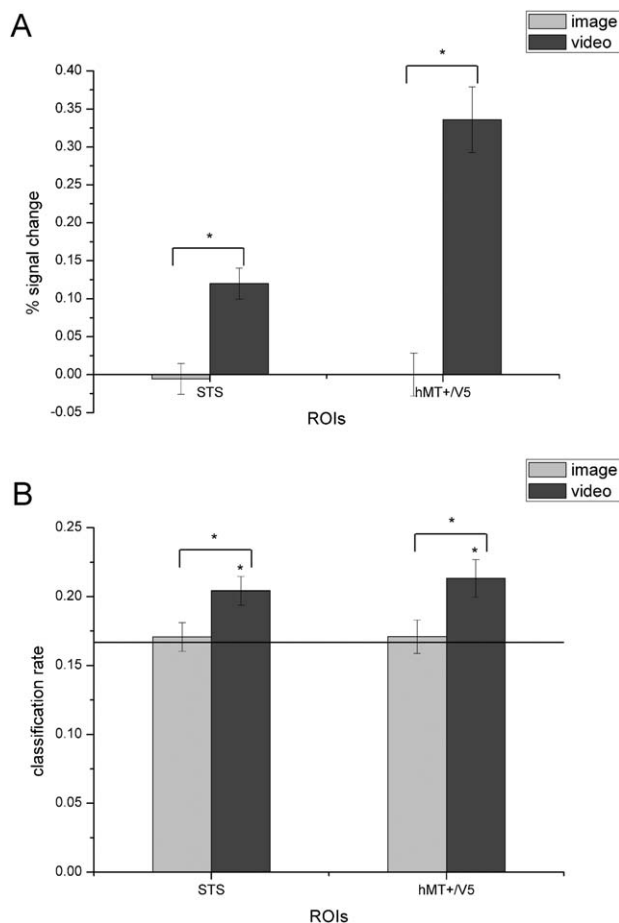 A
image
video
*
0.40
0.35
0.30
0.25
0.20
0.15
0.10
0.05
0.00
-0.05
% signal change
*
STS
hMT+/V5
ROIs
image
video
B
0.25
0.20
0.15
0.10
0.05
0.00
classification rate
*
*
*
*
STS
hMT+/V5
ROIs